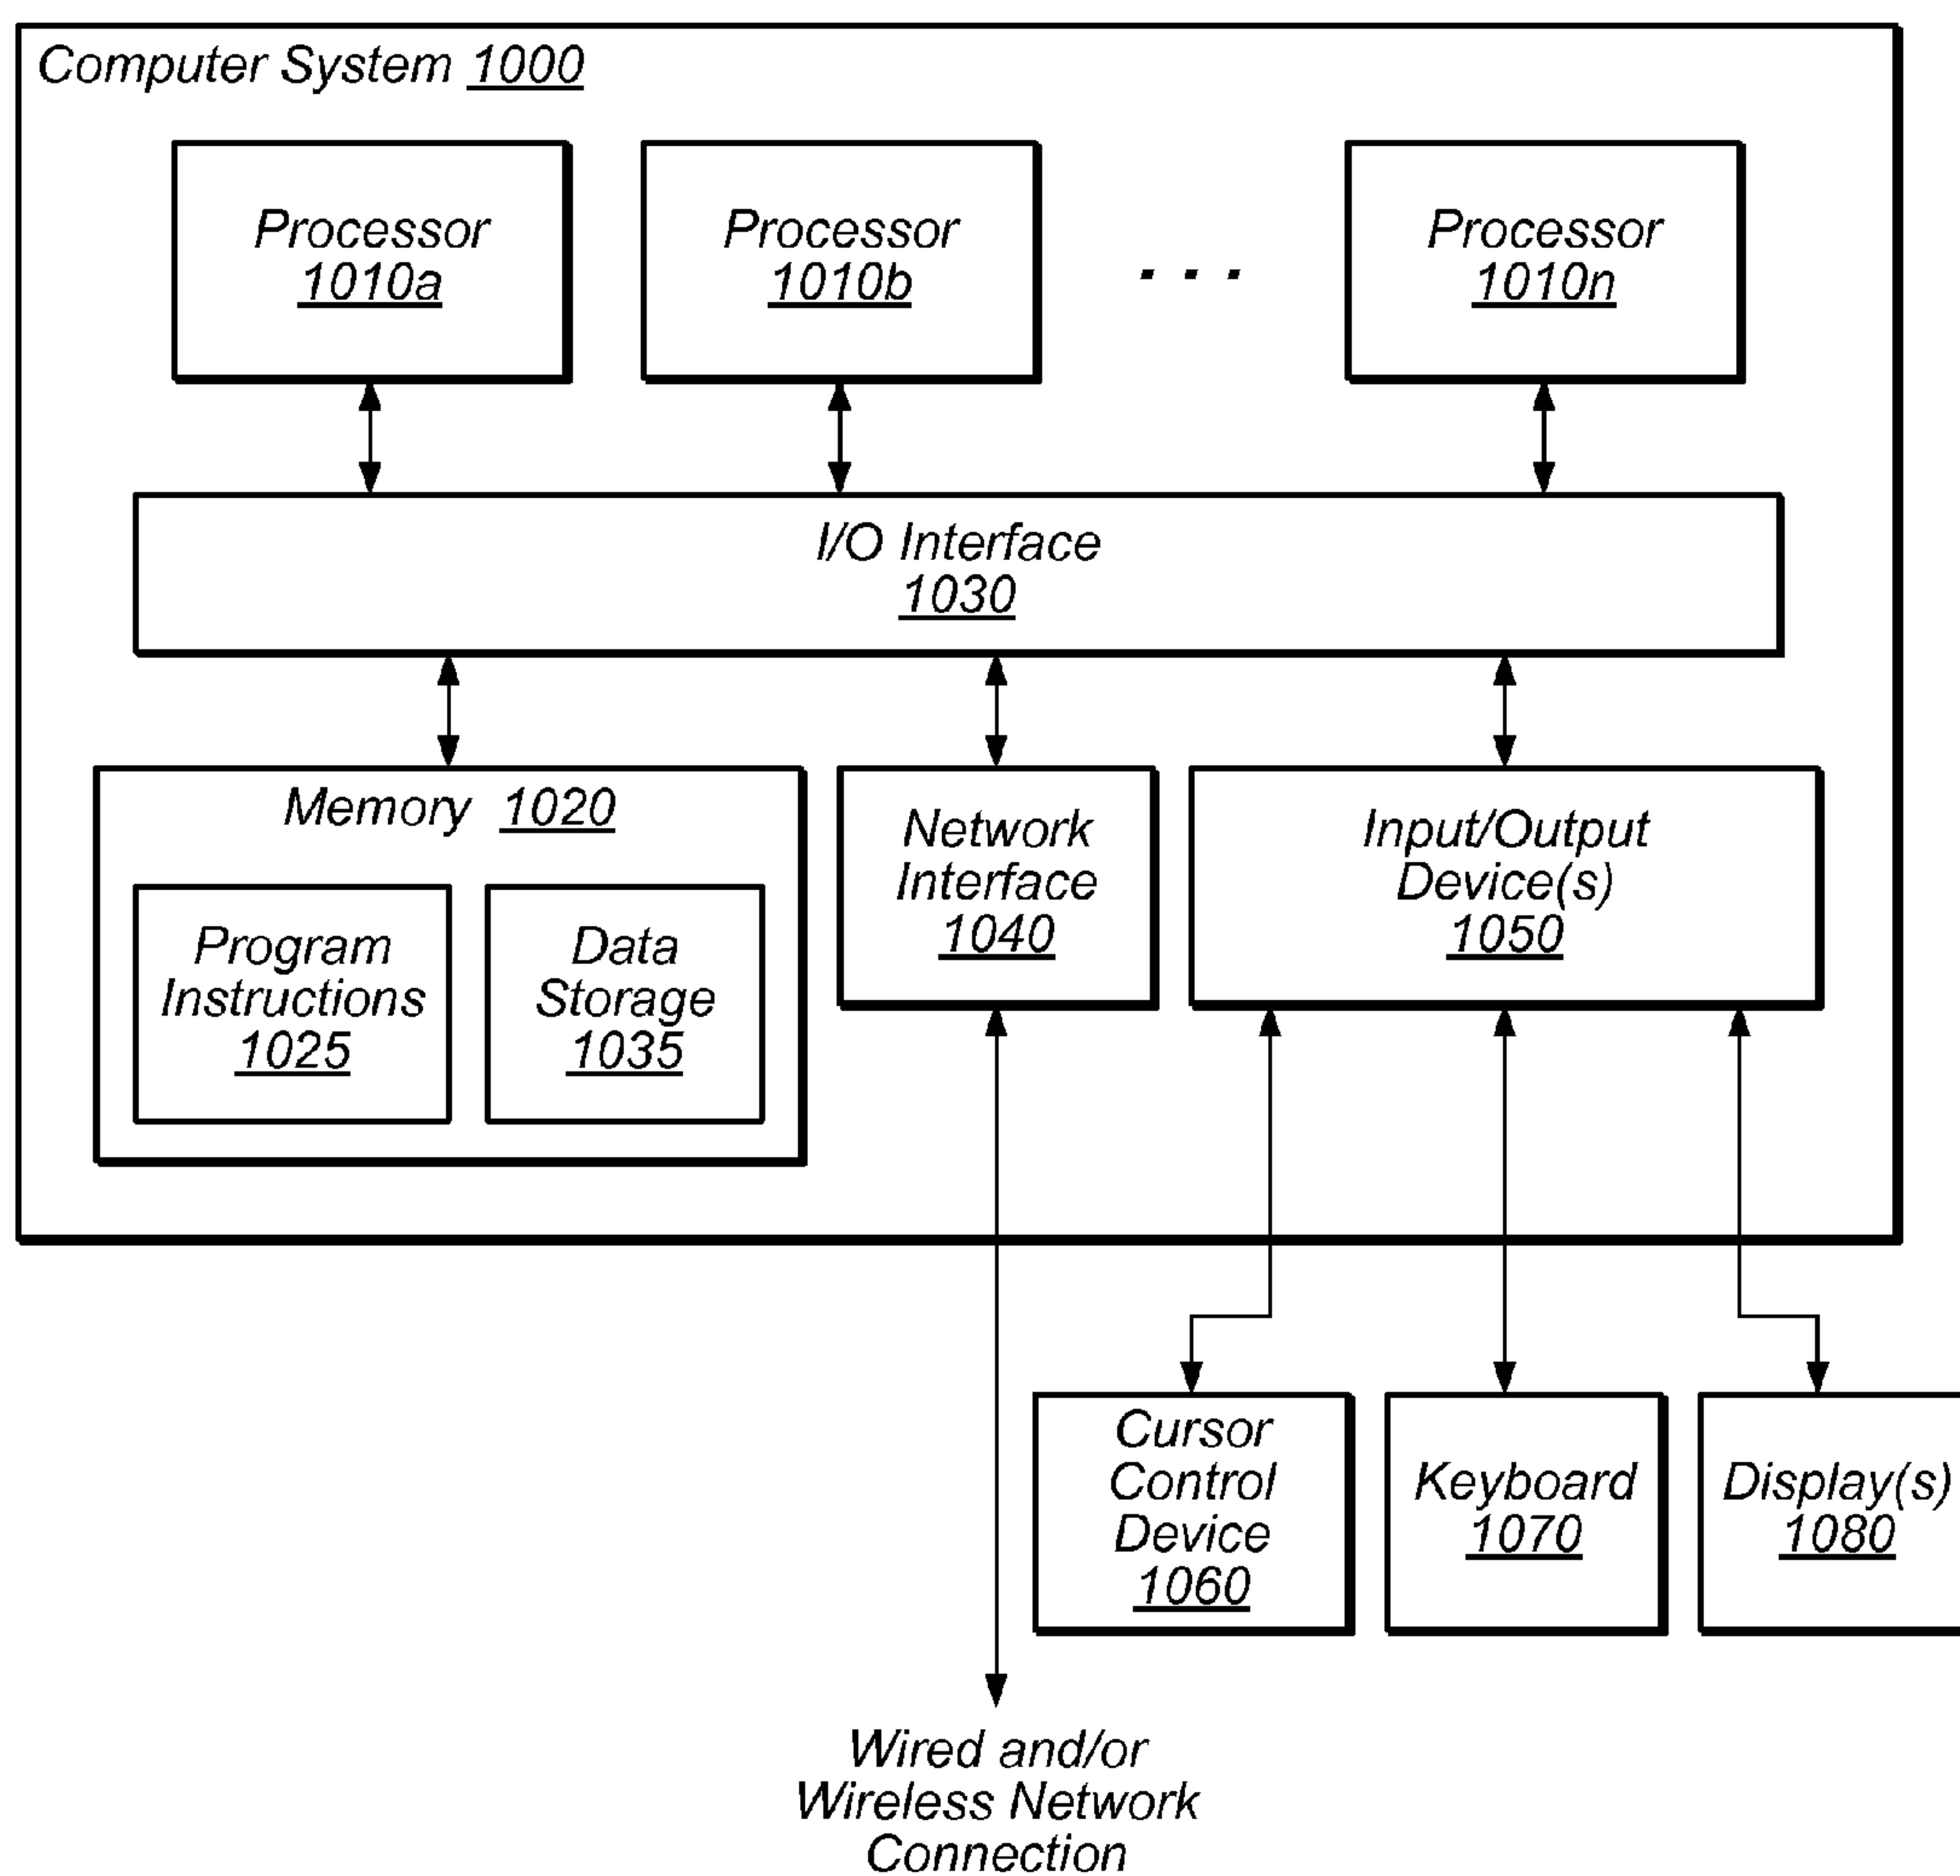 Computer System 1000
Processor
1010a
Processor
1010b
. . .
Processor
1010n
I/O Interface
1030
Memory 1020
Program
Instructions
1025
Data
Storage
1035
Network
Interface
1040
Input/Output
Device(s)
1050
Cursor
Control
Device
1060
Keyboard
1070
Display(s)
1080
Wired and/or
Wireless Network
Connection